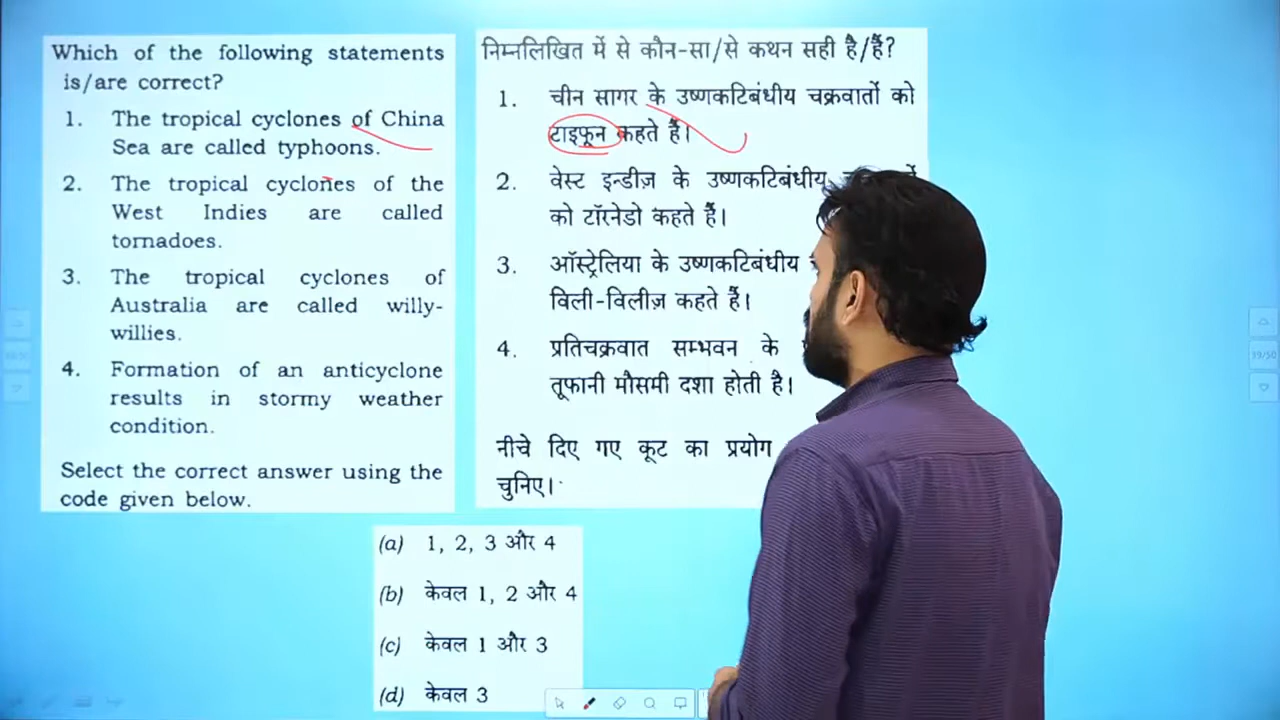 Which of the following statements
is/are correct?
1. The tropical cyclones of China
Sea are called typhoons.
2. The tropical cyclones of the
West Indies are called
tornadoes.
3. The tropical cyclones of
Australia are called willy-
willies.
4. Formation of an anticyclone
results in stormy weather
condition.
Select the correct answer using the
code given below.
निम्नलिखित में से कौन-सा/से कथन सही है/हैं?
1. चीन सागर के उष्णकटिबंधीय चक्रवातों को
टाइफून कहते हैं।
2. वेस्ट इन्डीज़ के उष्णकटिबंधीय
को टॉरनेडो कहते हैं।
3. ऑस्ट्रेलिया के उष्णकटिबंधीय
विली-विलीज़ कहते हैं।
4. प्रतिचक्रवात सम्भवन के
तूफानी मौसमी दशा होती है।
नीचे दिए गए कूट का प्रयोग
चुनिए।
(a) 1, 2, 3 और 4
(b) केवल 1, 2 और 4
(c) केवल 1 और 3
(d) केवल 3
39/50